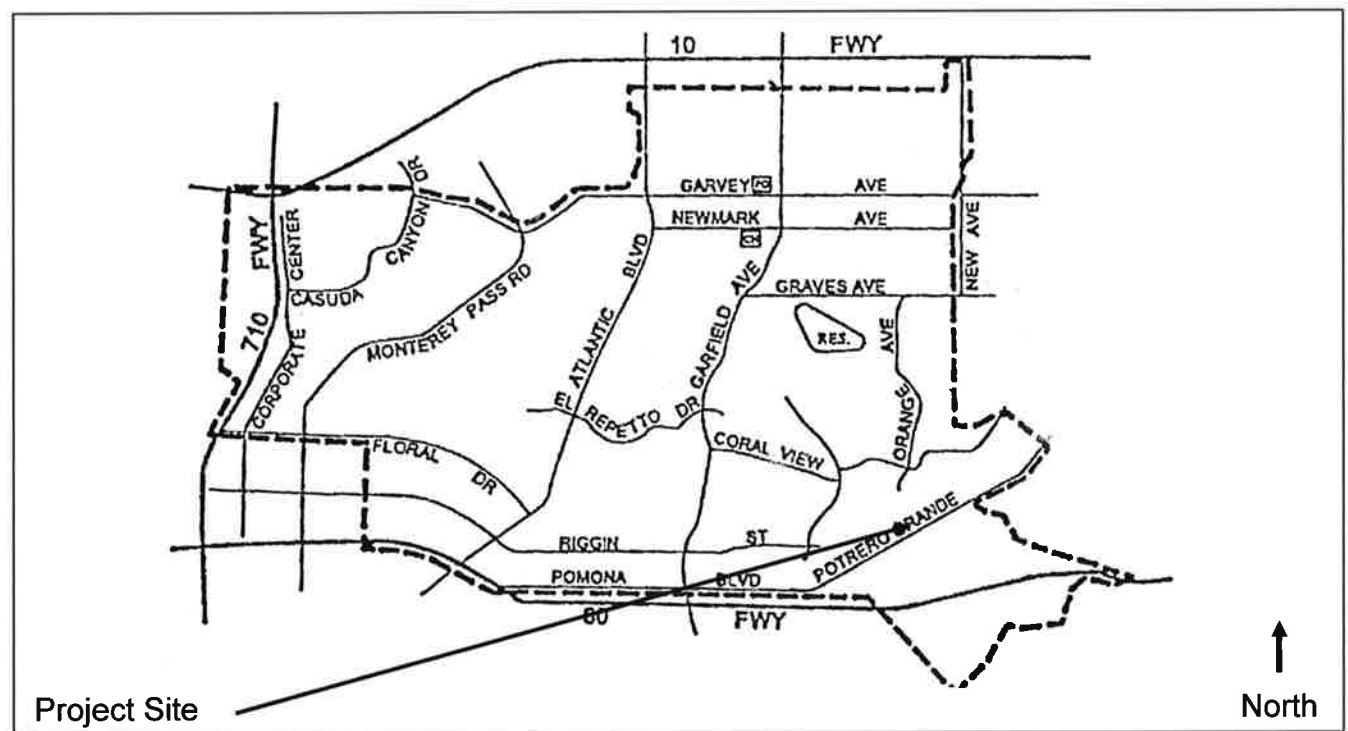 10 FWY
GARVEY PO AVE
NEWMARK AVE
CH
NEW AVE
GRAVES AVE
RES.
ORANGE AVE
GARFIELD AVE
ATLANTIC BLVD
MONTEREY PASS RD
CASUDA CANYON DR
CORPORATE CENTER
710 FWY
EL REPETTO DR
CORAL VIEW
FLORAL DR
RIGGIN ST
POTRERO GRANDE
POMONA BLVD
60 FWY
Project Site
North